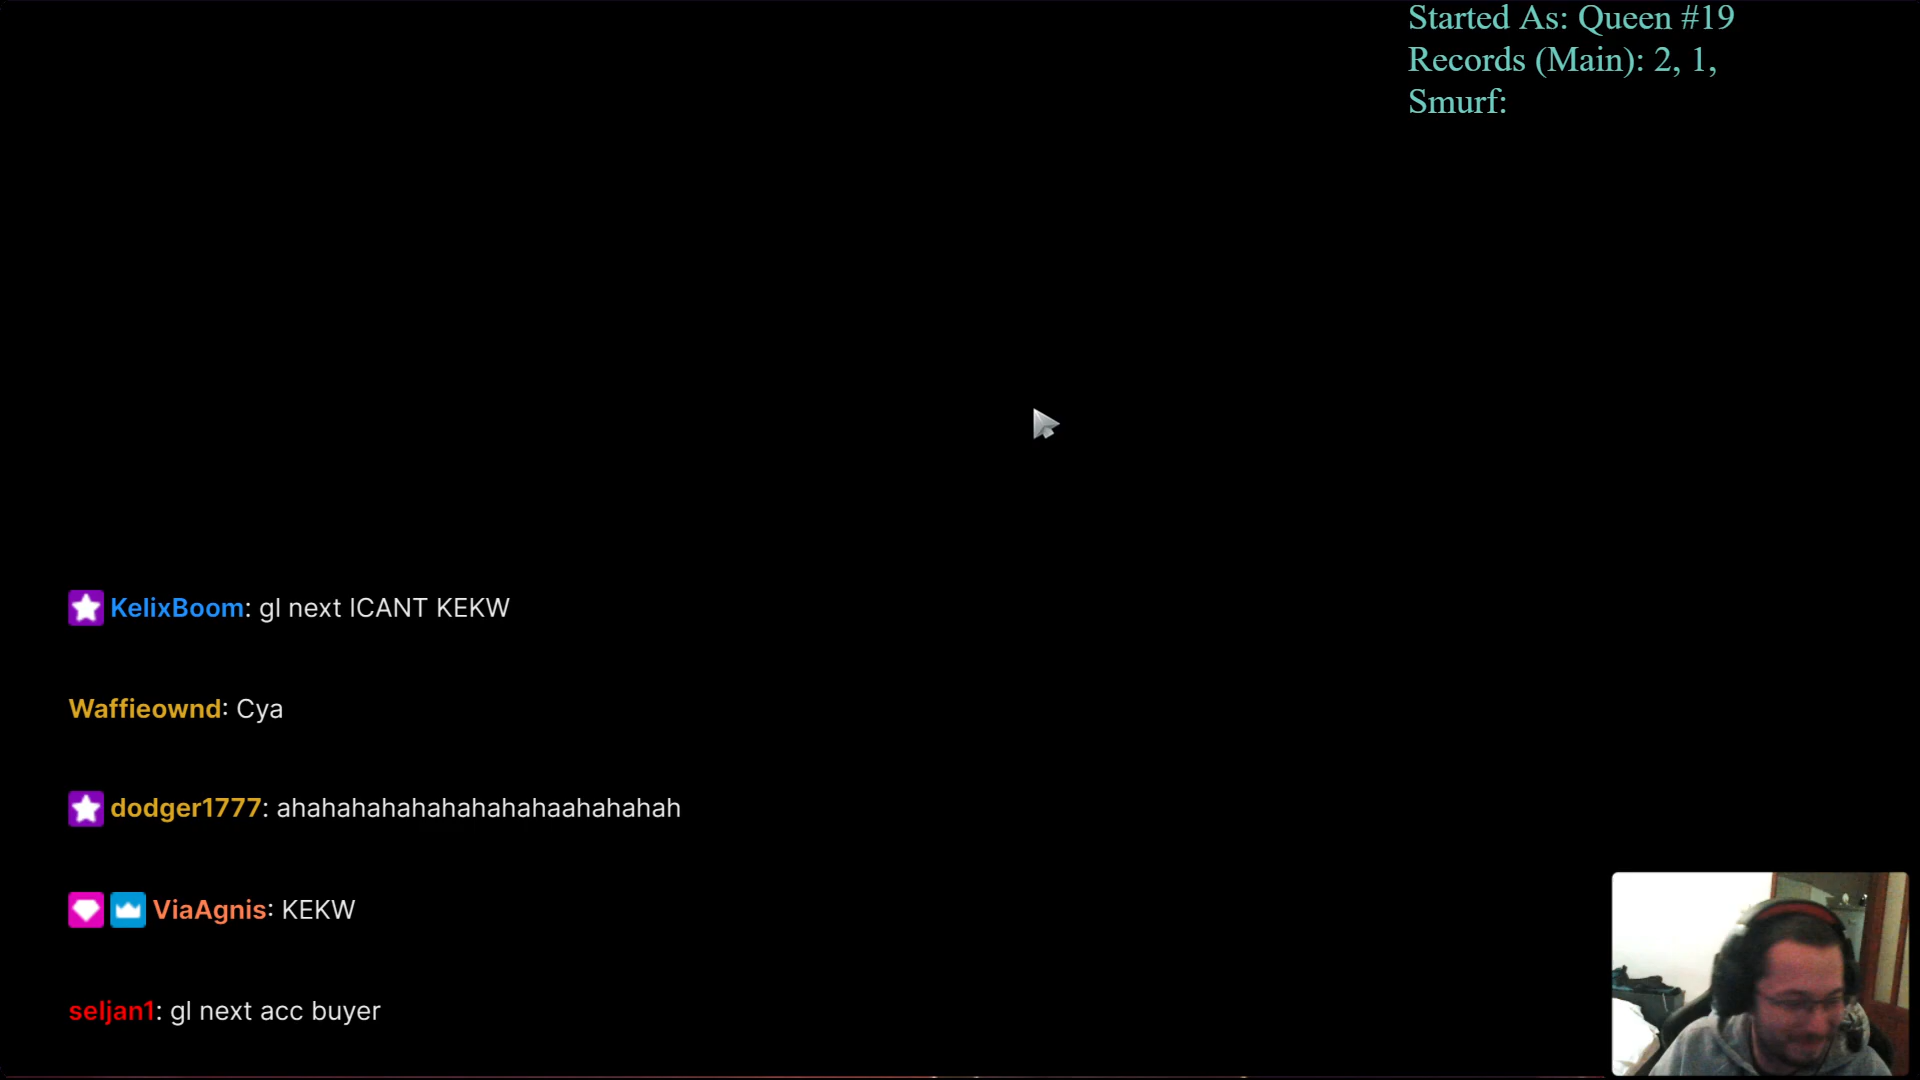 Started As: Queen #19
Records (Main): 2, 1,
Smurf:
KelixBoom: gl next ICANT KEKW
Waffieownd: Cya
dodger1777: ahahahahahahahahahaahahahah
ViaAgnis: KEKW
seljan1: gl next acc buyer